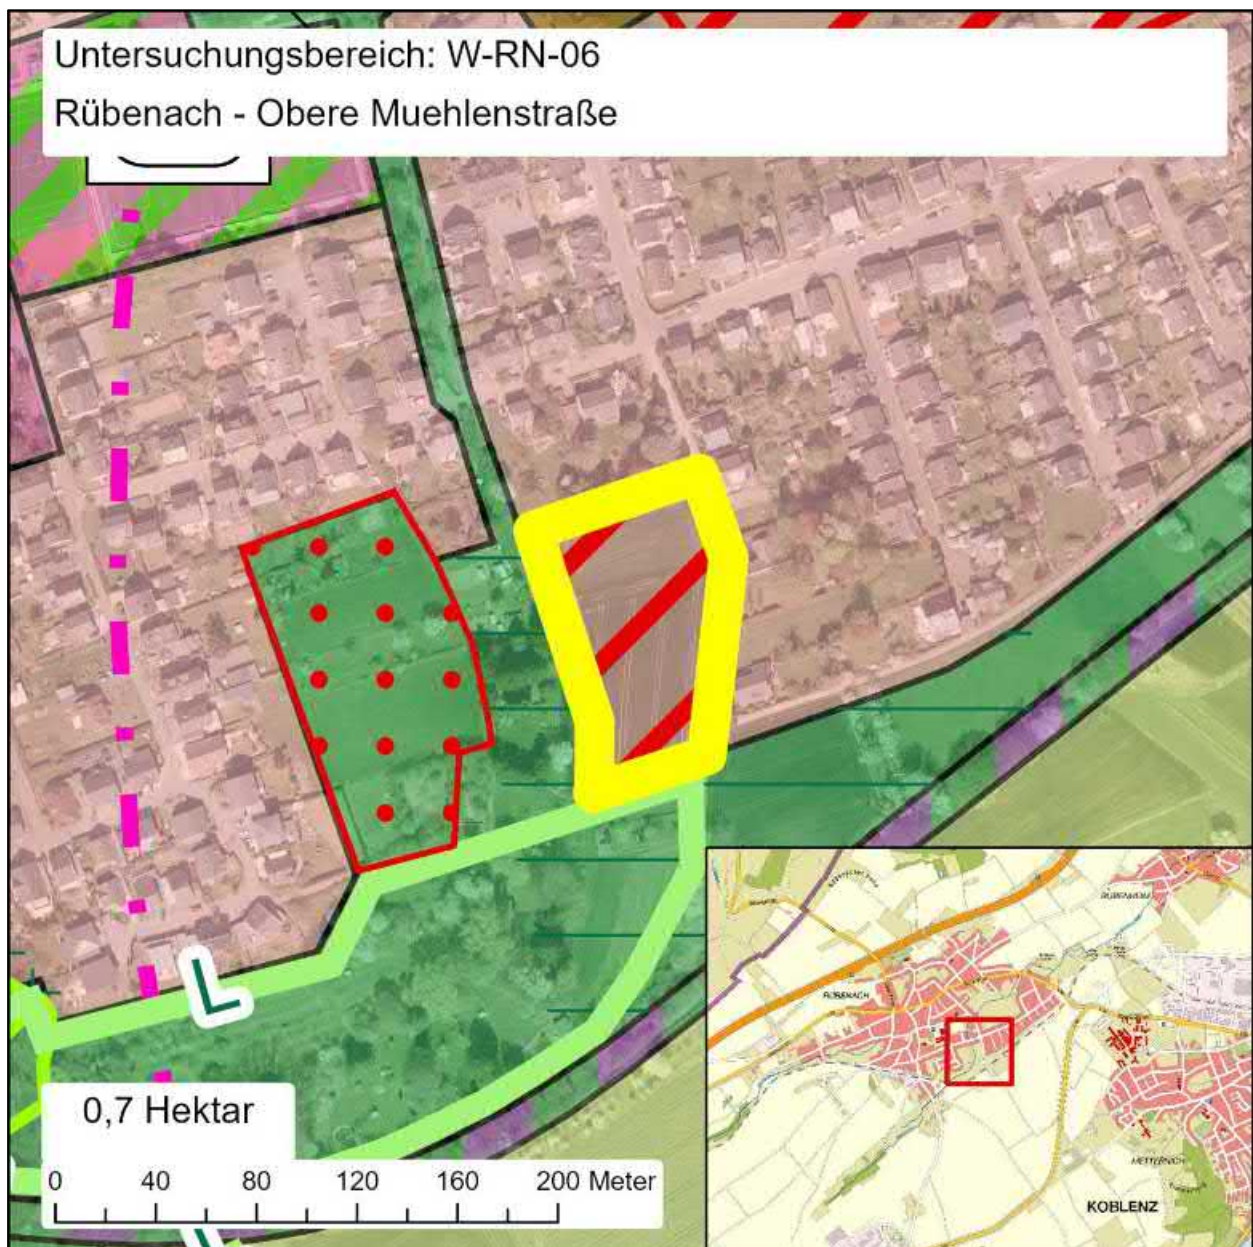 Untersuchungsbereich: W-RN-06
Rübenach - Obere Muehlenstraße
L
0,7 Hektar
0 40 80 120 160 200 Meter
RÜBENACH
METTERNICH
KOBLENZ